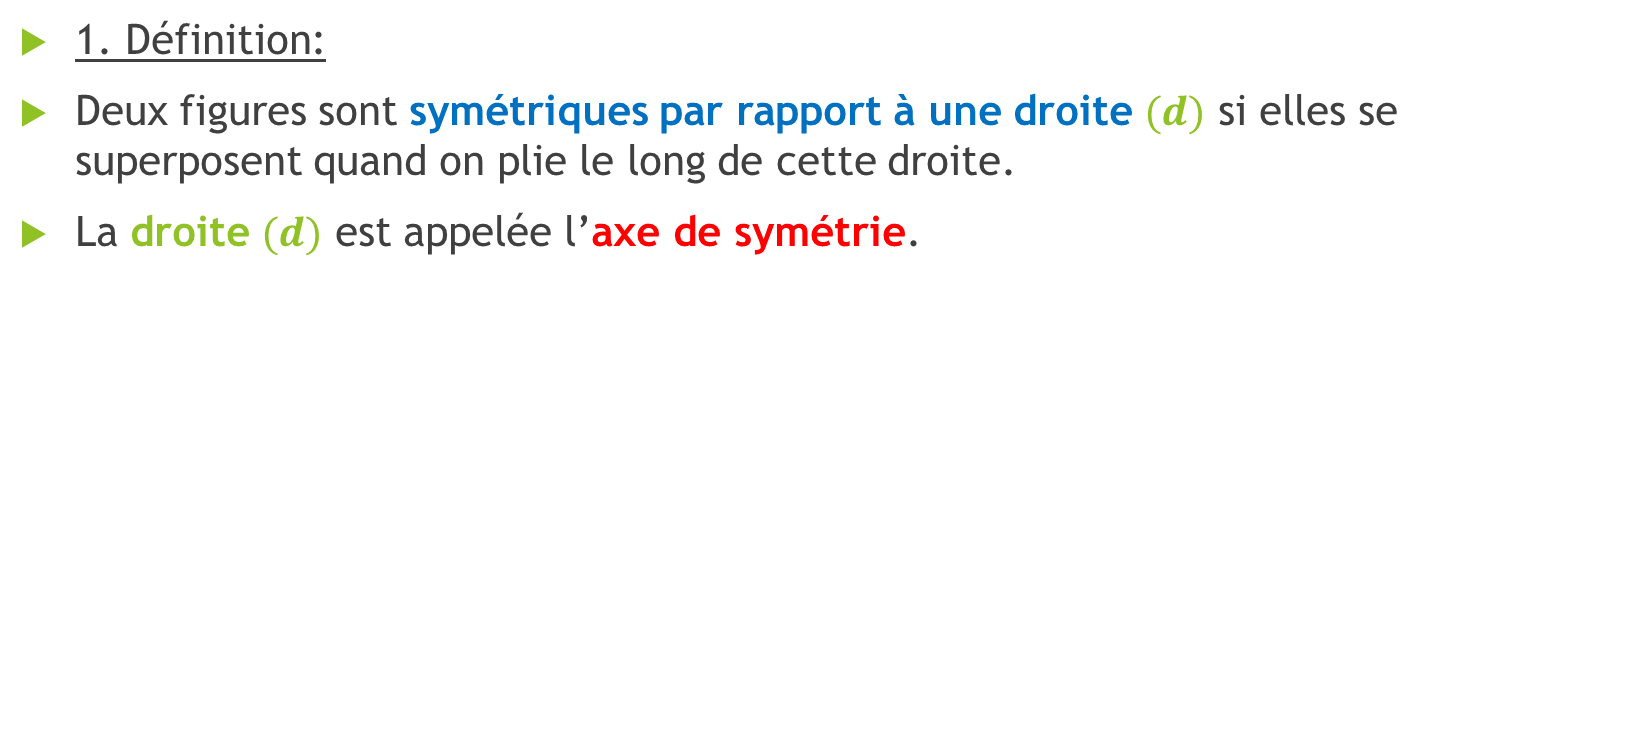 1. Définition:
Deux figures sont symétriques par rapport à une droite (d) si elles se
superposent quand on plie le long de cette droite.
La droite (d) est appelée l’axe de symétrie.